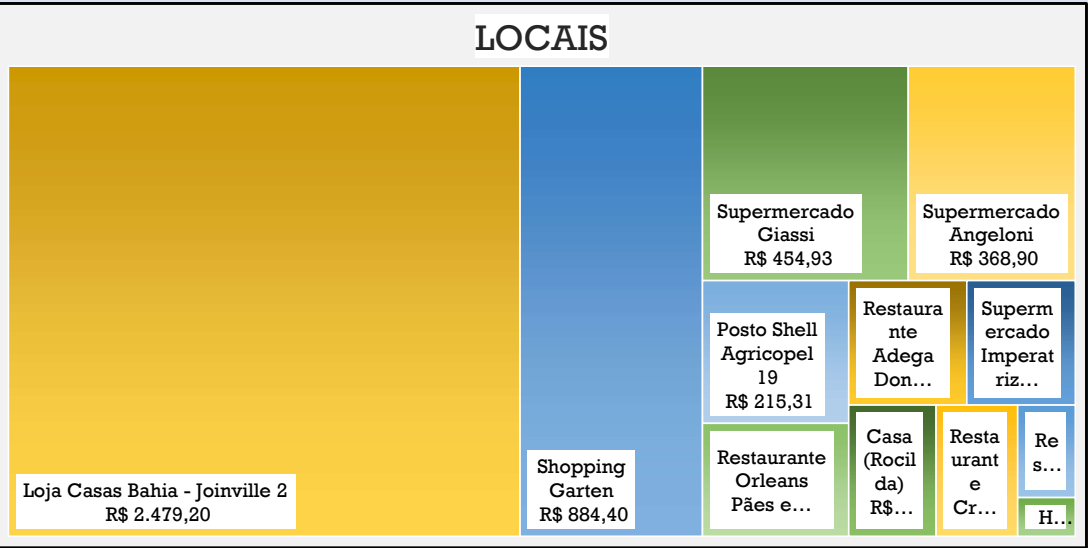 LOCAIS
Loja Casas Bahia - Joinville 2
R$ 2.479,20
Shopping
Garten
R$ 884,40
Supermercado
Giassi
R$ 454,93
Supermercado
Angeloni
R$ 368,90
Posto Shell
Agricopel
19
R$ 215,31
Restaurante
Orleans
Pães e...
Restaura
nte
Adega
Don...
Superm
ercado
Imperat
riz...
Casa
(Rocil
da)
R$...
Resta
urant
e
Cr...
Re
s...
H...